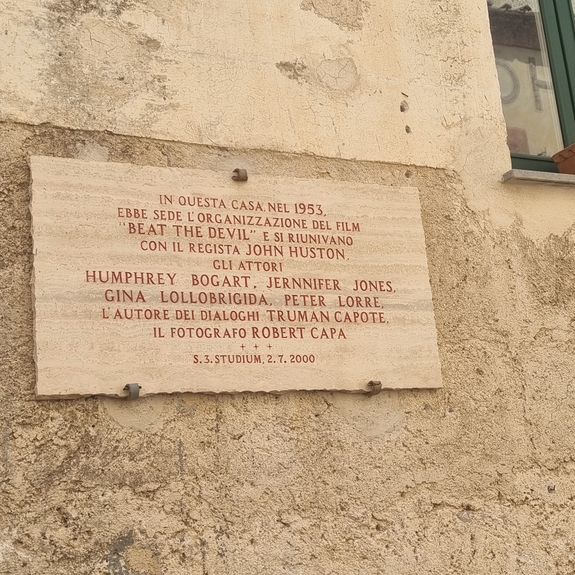 IN QUESTA CASA, NEL 1953,
EBBE SEDE L'ORGANIZZAZIONE DEL FILM
"BEAT THE DEVIL" E SI RIUNIVANO
CON IL REGISTA JOHN HUSTON,
GLI ATTORI
HUMPHREY BOGART, JERNNIFER JONES,
GINA LOLLOBRIGIDA, PETER LORRE,
L'AUTORE DEI DIALOGHI TRUMAN CAPOTE,
IL FOTOGRAFO ROBERT CAPA
+ + +
S.3.STUDIUM, 2.7.2000